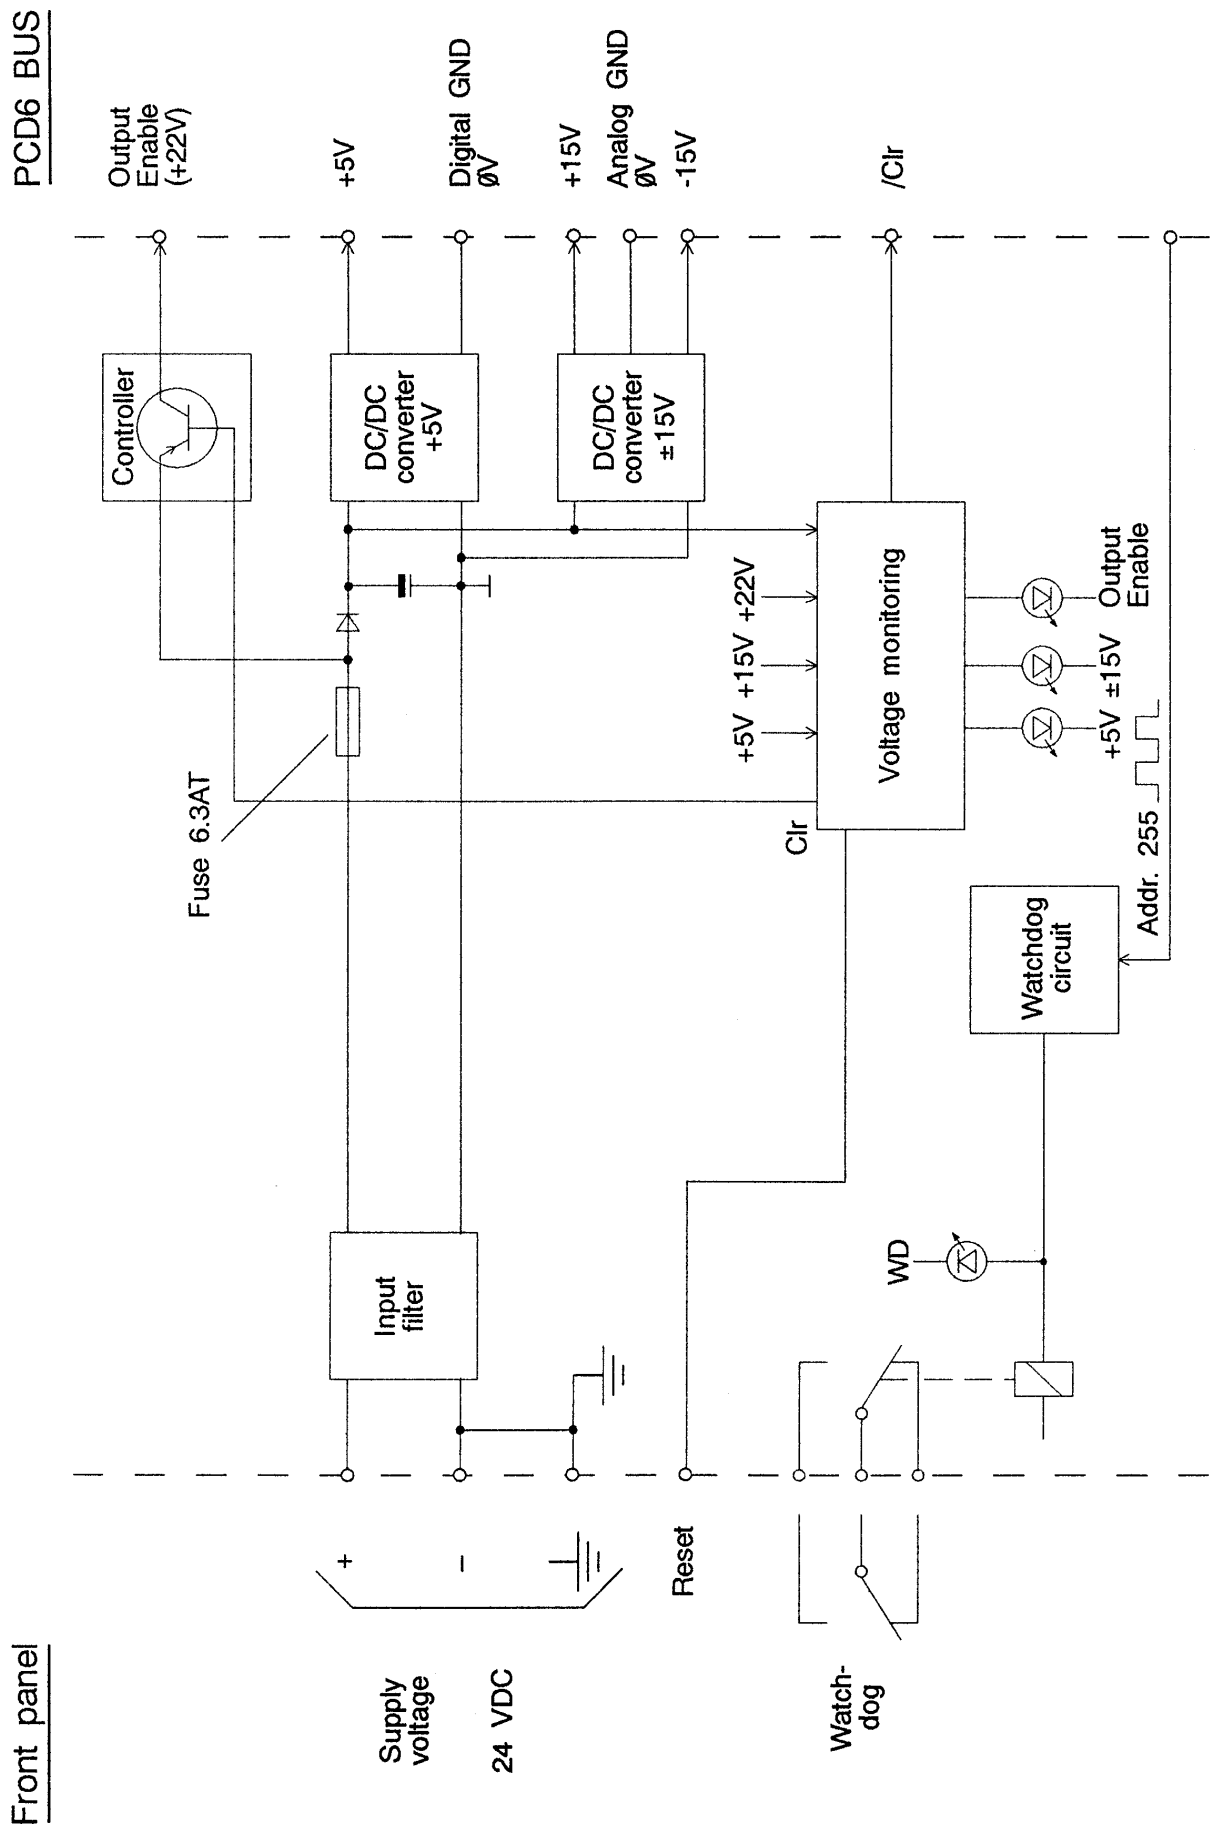 Front panel
PCD6 BUS
Output
Enable
(+22V)
Controller
Fuse 6.3AT
+
Input
filter
DC/DC
converter
+5V
+5V
Supply
voltage
24 VDC
−
Digital GND
ØV
DC/DC
converter
±15V
+15V
Analog GND
ØV
-15V
Reset
+5V +15V +22V
Clr
Voltage monitoring
/Clr
Watch-
dog
WD
Watchdog
circuit
+5V ±15V
Output
Enable
Addr. 255